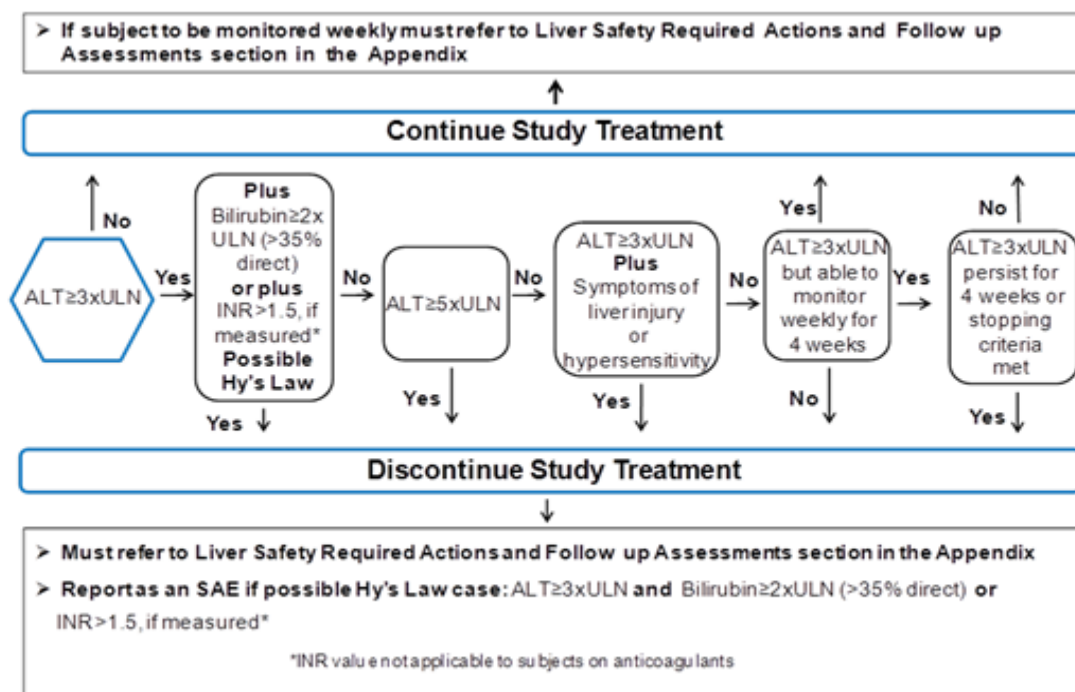 ➢ If subject to be monitored weekly must refer to Liver Safety Required Actions and Follow up
Assessments section in the Appendix
Continue Study Treatment
No
ALT≥3xULN
Yes
Plus
Bilirubin≥2x
ULN (>35%
direct)
or plus
INR>1.5, if
measured*
Possible
Hy's Law
Yes
No
ALT≥5xULN
Yes
No
ALT≥3xULN
Plus
Symptoms of
liver injury
or
hypersensitivity
Yes
No
Yes
ALT≥3xULN
but able to
monitor
weekly for
4 weeks
No
Yes
No
ALT≥3xULN
persist for
4 weeks or
stopping
criteria
met
Yes
Discontinue Study Treatment
➢ Must refer to Liver Safety Required Actions and Follow up Assessments section in the Appendix
➢ Report as an SAE if possible Hy's Law case: ALT≥3xULN and Bilirubin≥2xULN (>35% direct) or
INR>1.5, if measured*
*INR value not applicable to subjects on anticoagulants